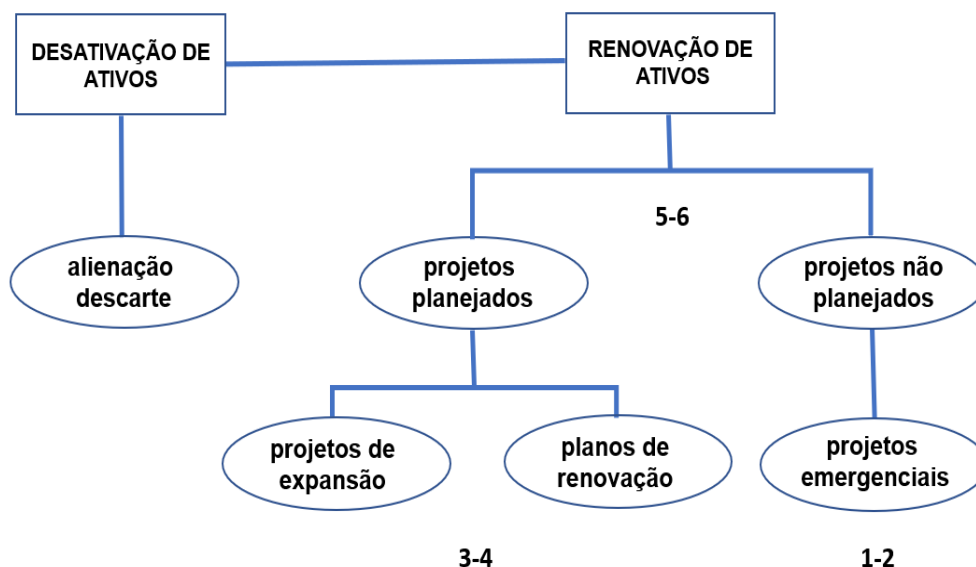 DESATIVAÇÃO DE
ATIVOS
RENOVAÇÃO DE
ATIVOS
5-6
alienação
descarte
projetos
planejados
projetos não
planejados
projetos de
expansão
planos de
renovação
projetos
emergenciais
3-4
1-2